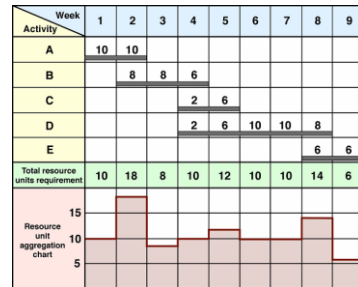 Week 1 2 3 4 5 6 7 8 9
Activity
A 10 10
B 8 8 6
C 2 6
D 2 6 10 10 8
E 6 6
Total resource
units requirement 10 18 8 10 12 10 10 14 6
15
Resource
unit 10
aggregation
chart
5